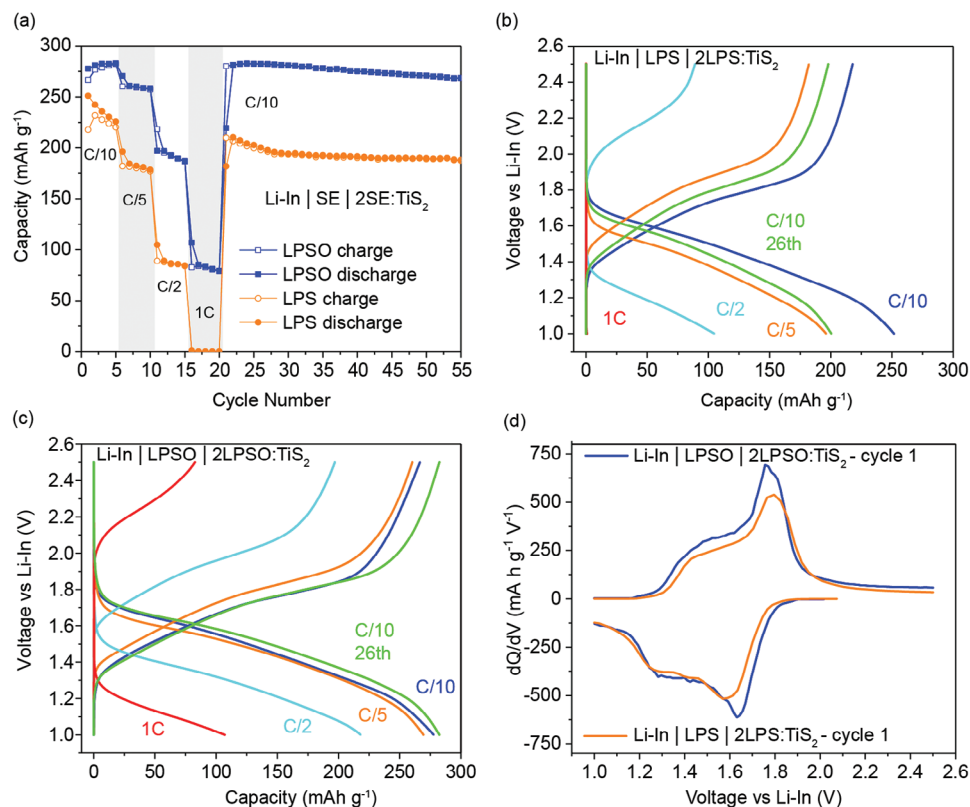 (a)
300
250
200
150
100
50
0
Capacity (mAh g⁻¹)
C/10
C/5
C/2
1C
C/10
Li-In | SE | 2SE:TiS₂
LPSO charge
LPSO discharge
LPS charge
LPS discharge
0 5 10 15 20 25 30 35 40 45 50 55
Cycle Number
(b)
2.6
2.4
2.2
2.0
1.8
1.6
1.4
1.2
1.0
Voltage vs Li-In (V)
Li-In | LPS | 2LPS:TiS₂
C/10
26th
C/10
1C
C/2
C/5
0 50 100 150 200 250 300
Capacity (mAh g⁻¹)
(c)
2.6
2.4
2.2
2.0
1.8
1.6
1.4
1.2
1.0
Voltage vs Li-In (V)
Li-In | LPSO | 2LPSO:TiS₂
C/10
26th
C/10
1C
C/2
C/5
0 50 100 150 200 250 300
Capacity (mAh g⁻¹)
(d)
750
500
250
0
-250
-500
-750
dQ/dV (mA h g⁻¹ V⁻¹)
Li-In | LPSO | 2LPSO:TiS₂ - cycle 1
Li-In | LPS | 2LPS:TiS₂ - cycle 1
1.0 1.2 1.4 1.6 1.8 2.0 2.2 2.4 2.6
Voltage vs Li-In (V)